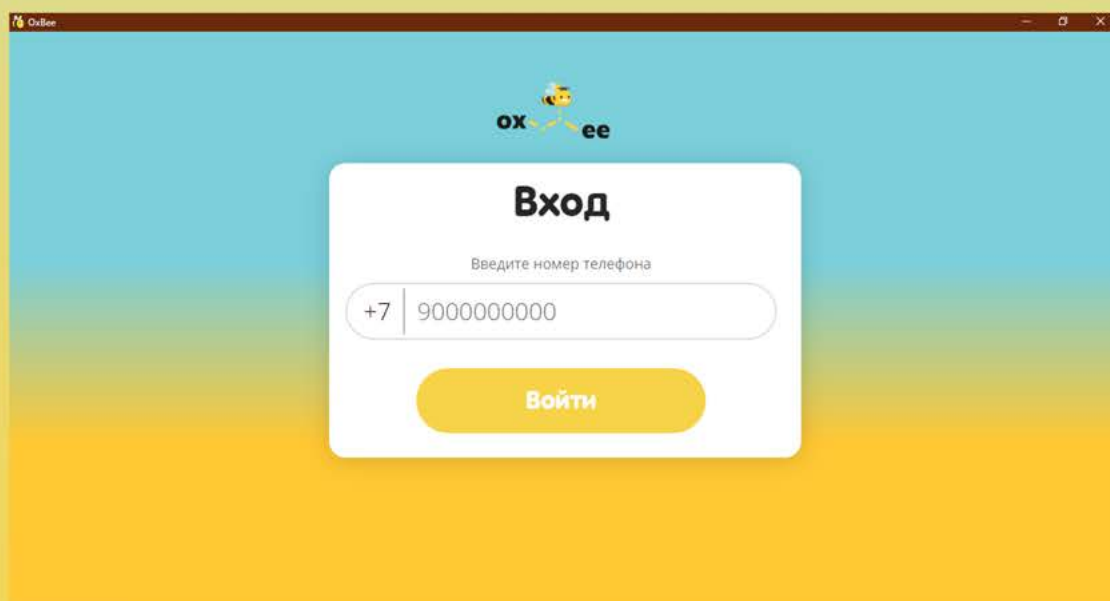 OxBee
ox ee
Вход
Введите номер телефона
+7 9000000000
Войти